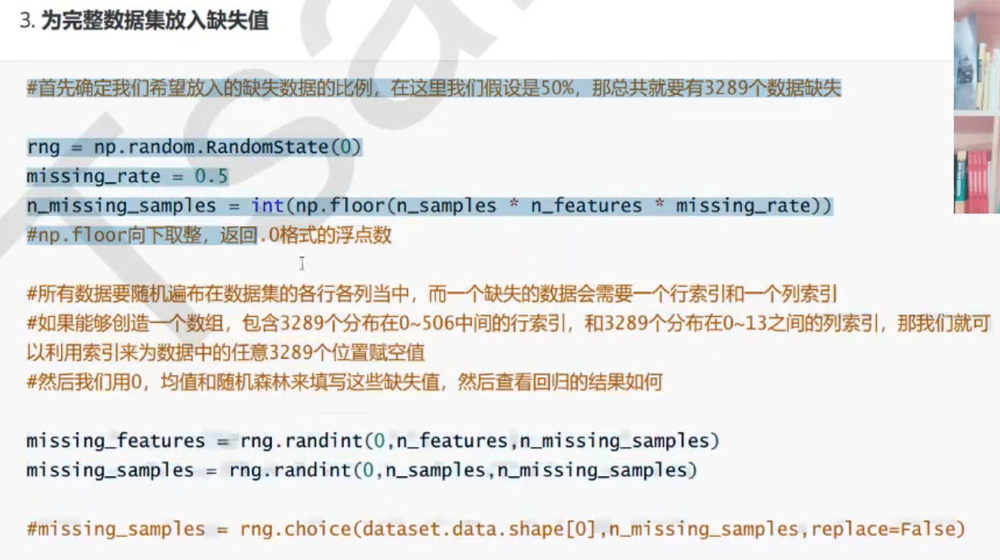 3. 为完整数据集放入缺失值
#首先确定我们希望放入的缺失数据的比例，在这里我们假设是50%，那总共就要有3289个数据缺失
rng = np.random.RandomState(0)
missing_rate = 0.5
n_missing_samples = int(np.floor(n_samples * n_features * missing_rate))
#np.floor向下取整，返回.0格式的浮点数
#所有数据要随机遍布在数据集的各行各列当中，而一个缺失的数据会需要一个行索引和一个列索引
#如果能够创造一个数组，包含3289个分布在0~506中间的行索引，和3289个分布在0~13之间的列索引，那我们就可
以利用索引来为数据中的任意3289个位置赋空值
#然后我们用0，均值和随机森林来填写这些缺失值，然后查看回归的结果如何
missing_features = rng.randint(0,n_features,n_missing_samples)
missing_samples = rng.randint(0,n_samples,n_missing_samples)
#missing_samples = rng.choice(dataset.data.shape[0],n_missing_samples,replace=False)